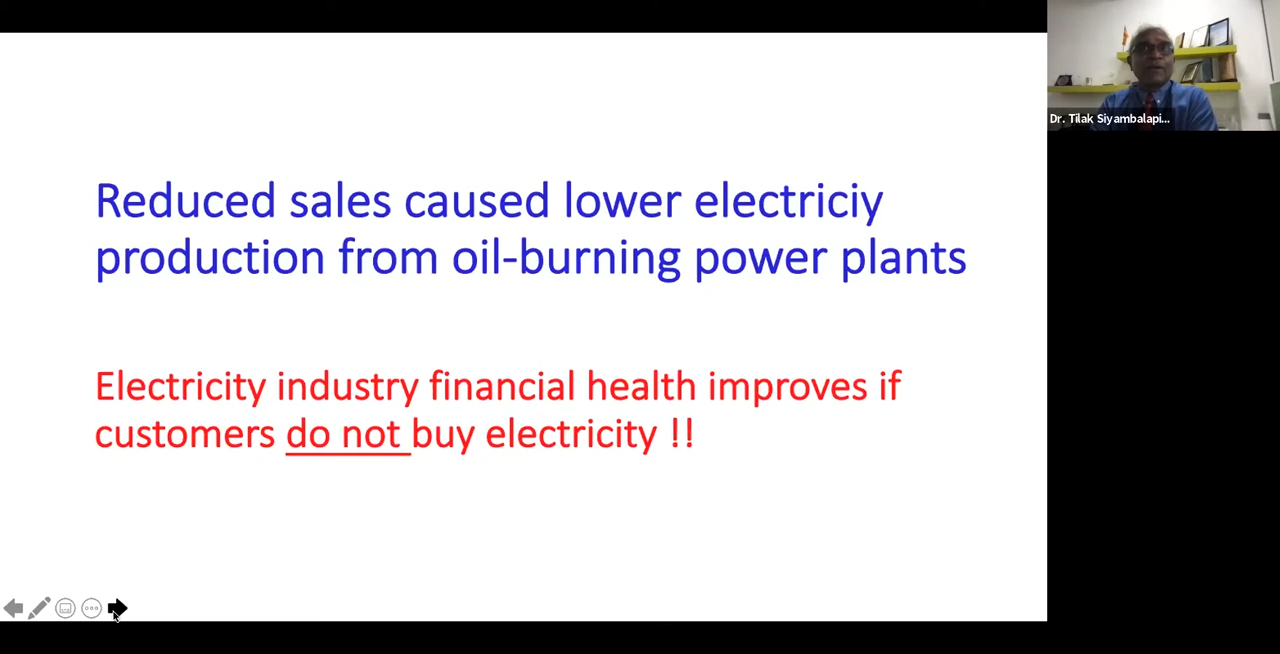 Dr. Tilak Siyambalapi...
Reduced sales caused lower electriciy
production from oil-burning power plants
Electricity industry financial health improves if
customers do not buy electricity !!